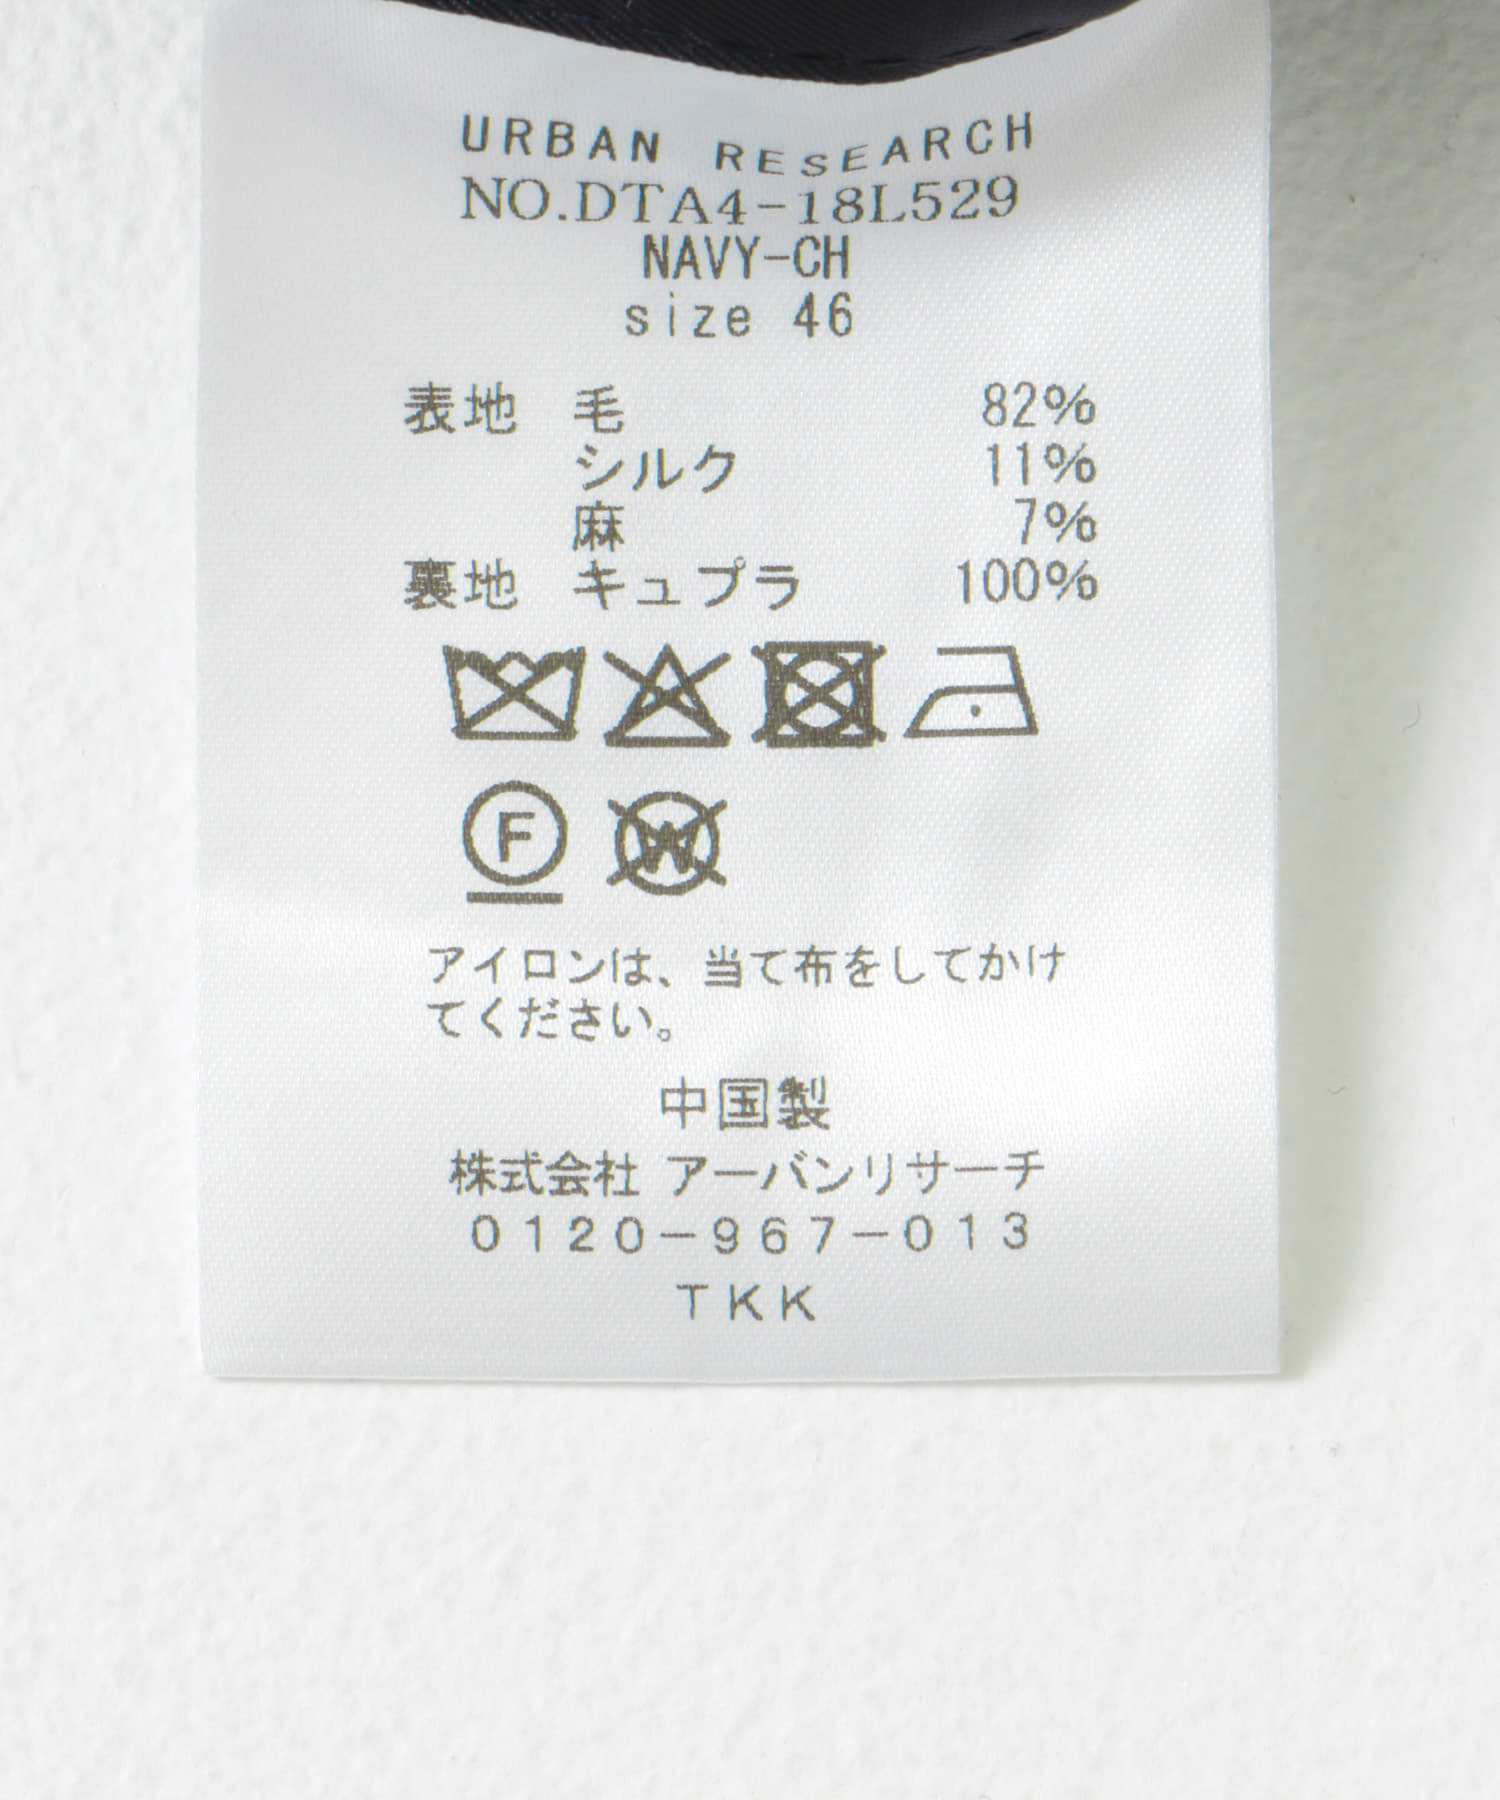 URBAN RESEARCH
NO.DTA4-18L529
NAVY-CH
size 46
表地 毛 82%
シルク 11%
麻 7%
裏地 キュプラ 100%
F W
アイロンは、当て布をしてかけ
てください。
中国製
株式会社 アーバンリサーチ
0120-967-013
TKK